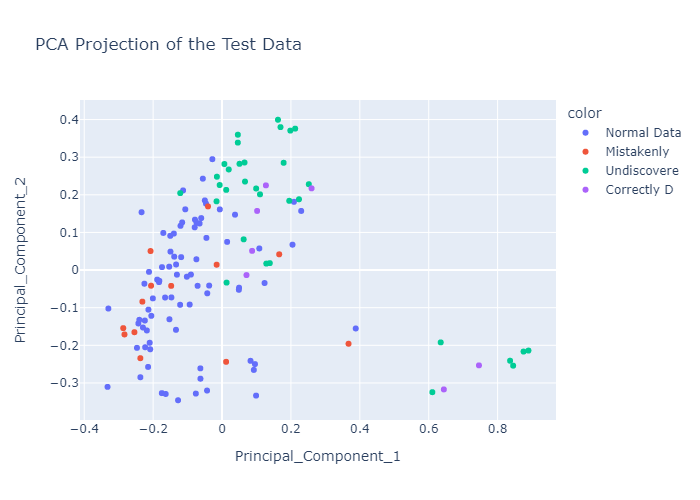 PCA Projection of the Test Data
color
Normal Data
Mistakenly
Undiscovere
Correctly D
0.4
0.3
0.2
0.1
0
−0.1
−0.2
−0.3
Principal_Component_2
−0.4
−0.2
0
0.2
0.4
0.6
0.8
Principal_Component_1